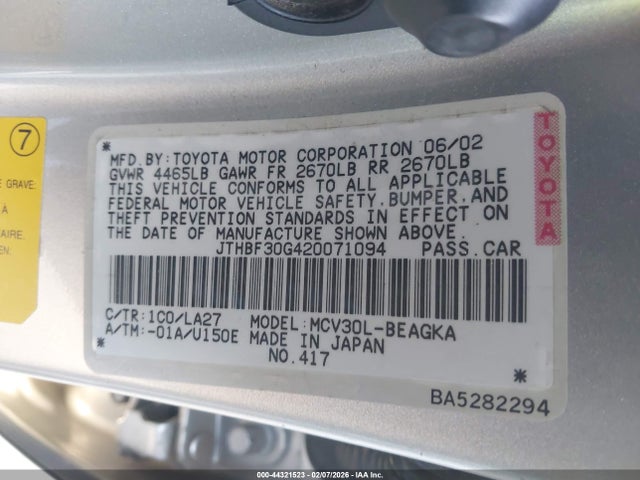 7
E GRAVE:
À
AIRE.
EN:
MFD.BY:TOYOTA MOTOR CORPORATION 06/02
GVWR 4465LB GAWR FR 2670LB RR 2670LB
THIS VEHICLE CONFORMS TO ALL APPLICABLE
FEDERAL MOTOR VEHICLE SAFETY.BUMPER.AND
THEFT PREVENTION STANDARDS IN EFFECT ON
THE DATE OF MANUFACTURE SHOWN ABOVE.
JTHBF30G420071094 PASS.CAR
C/TR:1C0/LA27 MODEL:MCV30L-BEAGKA
A/TM:-01A/U150E MADE IN JAPAN
NO.417
TOYOTA
BA5282294
000-44321523 - 02/07/2026 - IAA, Inc.